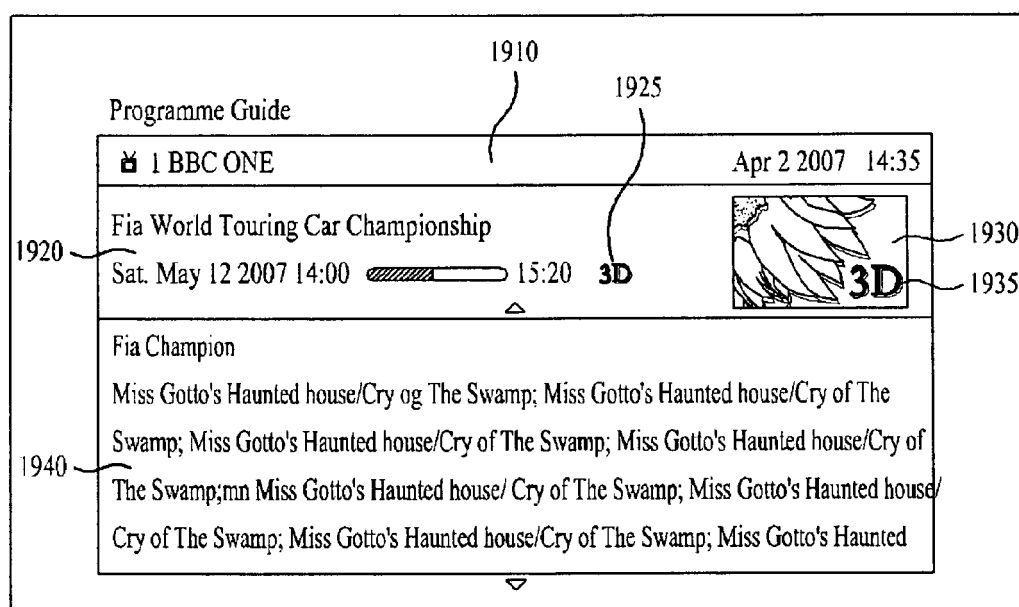 1910
1925
Programme Guide
1 BBC ONE Apr 2 2007 14:35
Fia World Touring Car Championship
1920
1930
Sat. May 12 2007 14:00 15:20 3D
3D
1935
Fia Champion
Miss Gotto's Haunted house/Cry og The Swamp; Miss Gotto's Haunted house/Cry of The
Swamp; Miss Gotto's Haunted house/Cry of The Swamp; Miss Gotto's Haunted house/Cry of
1940
The Swamp;mn Miss Gotto's Haunted house/ Cry of The Swamp; Miss Gotto's Haunted house/
Cry of The Swamp; Miss Gotto's Haunted house/Cry of The Swamp; Miss Gotto's Haunted